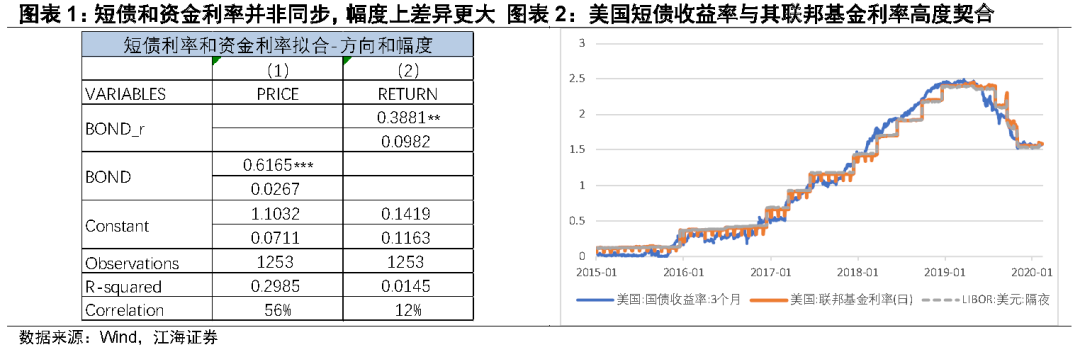 图表1：短债和资金利率并非同步，幅度上差异更大
短债利率和资金利率拟合-方向和幅度
(1) (2)
VARIABLES PRICE RETURN
BOND_r 0.3881**
0.0982
BOND 0.6165***
0.0267
Constant 1.1032 0.1419
0.0711 0.1163
Observations 1253 1253
R-squared 0.2985 0.0145
Correlation 56% 12%
图表2：美国短债收益率与其联邦基金利率高度契合
3
2.5
2
1.5
1
0.5
0
2015-01 2016-01 2017-01 2018-01 2019-01 2020-01
美国:国债收益率:3个月 美国:联邦基金利率(日) LIBOR:美元:隔夜
数据来源：Wind，江海证券